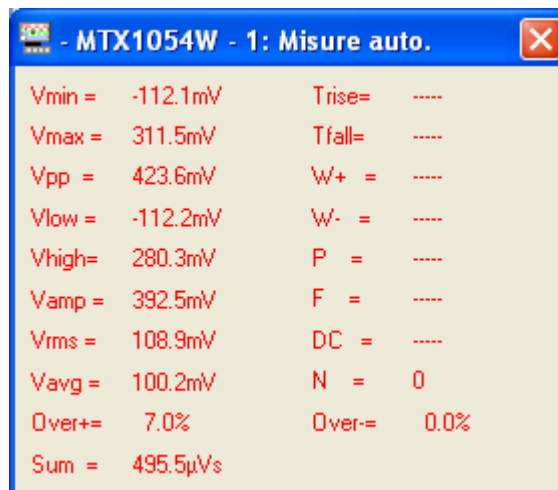 - MTX1054W - 1: Misure auto.
Vmin = -112.1mV Trise= -----
Vmax = 311.5mV Tfall= -----
Vpp = 423.6mV W+ = -----
Vlow = -112.2mV W- = -----
Vhigh= 280.3mV P = -----
Vamp = 392.5mV F = -----
Vrms = 108.9mV DC = -----
Vavg = 100.2mV N = 0
Over+= 7.0% Over-= 0.0%
Sum = 495.5µVs